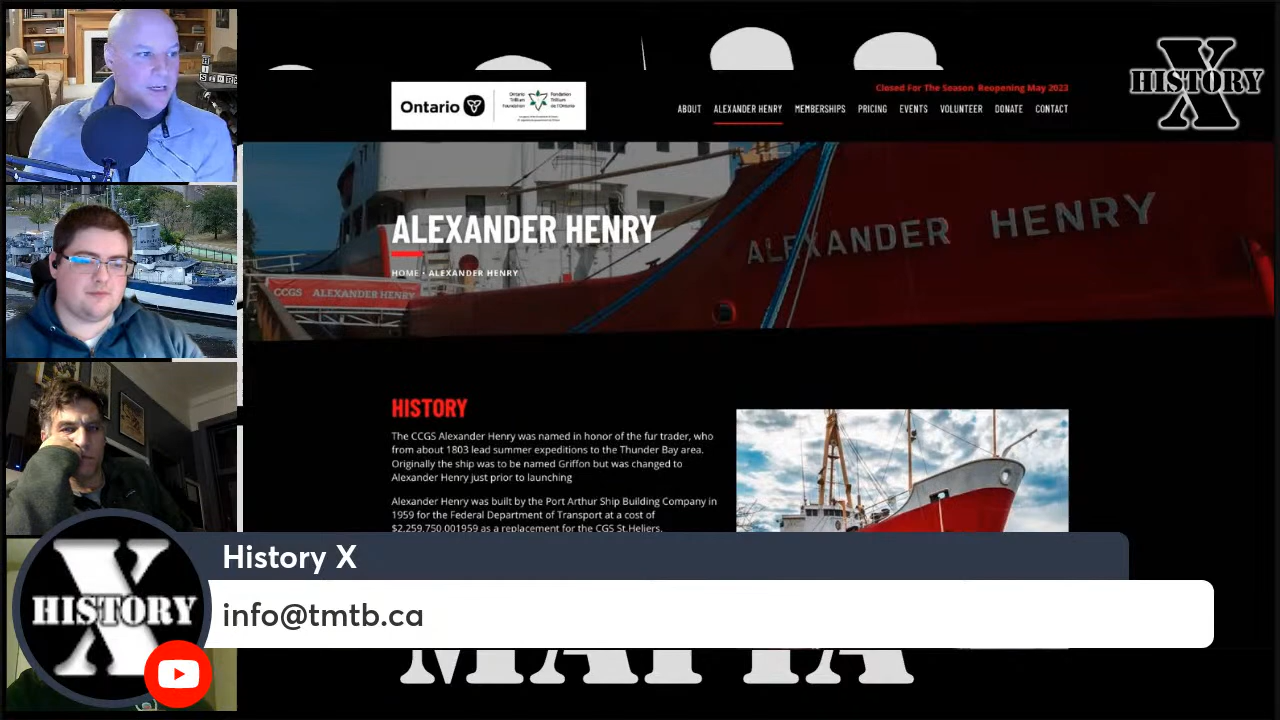 Ontario
Ontario Trillium Foundation
Fondation Trillium de l'Ontario
Closed For The Season Reopening May 2023
ABOUT ALEXANDER HENRY MEMBERSHIPS PRICING EVENTS VOLUNTEER DONATE CONTACT
X
HISTORY
ALEXANDER HENRY
HOME • ALEXANDER HENRY
ALEXANDER HENRY
CCGS ALEXANDER HENRY
HISTORY
The CCGS Alexander Henry was named in honor of the fur trader, who
from about 1803 lead summer expeditions to the Thunder Bay area.
Originally the ship was to be named Griffon but was changed to
Alexander Henry just prior to launching
Alexander Henry was built by the Port Arthur Ship Building Company in
1959 for the Federal Department of Transport at a cost of
$2,259,750.001959 as a replacement for the CGS St.Heliers.
History X
info@tmtb.ca
X
HISTORY
MAFIA